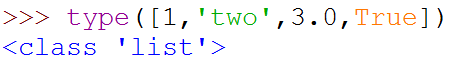 >>> type([1,'two',3.0,True])
<class 'list'>